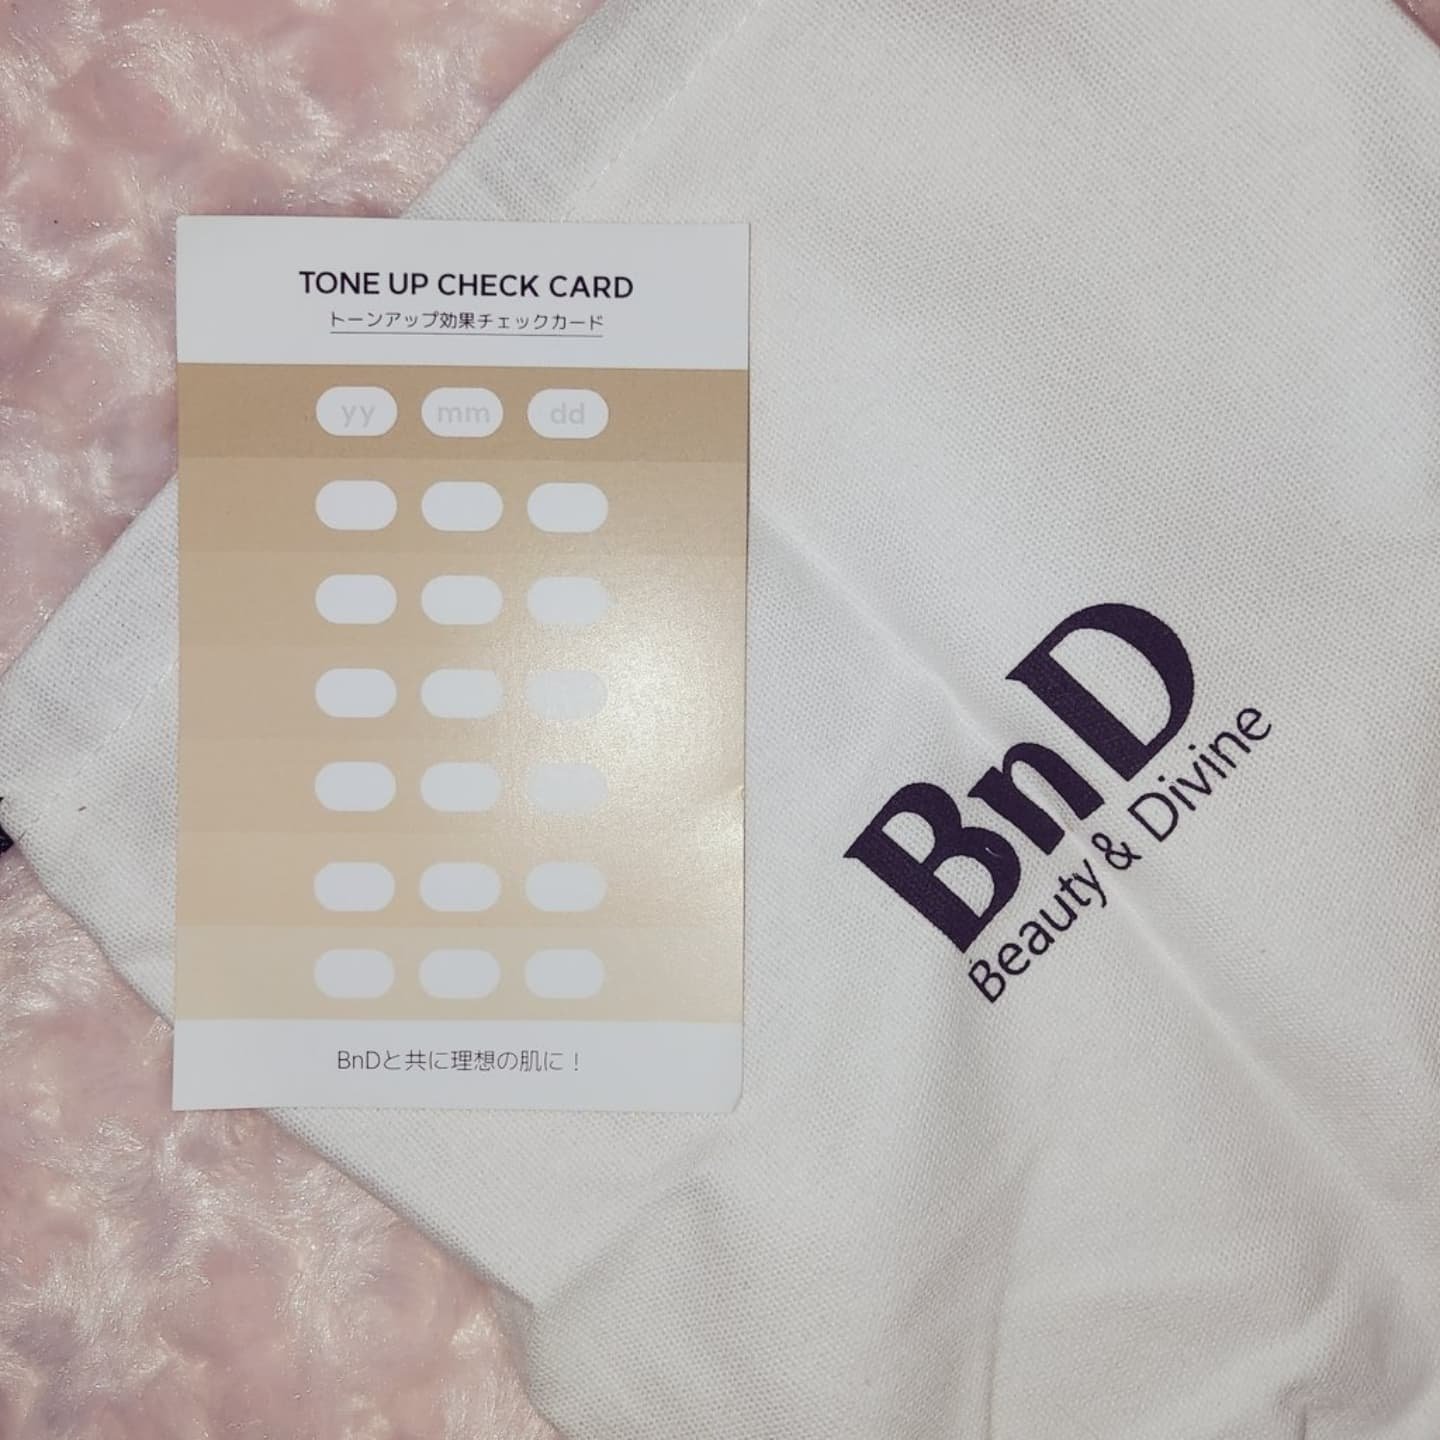 TONE UP CHECK CARD
トーンアップ効果チェックカード
yy mm dd
BnDと共に理想の肌に！
BnD
Beauty & Divine